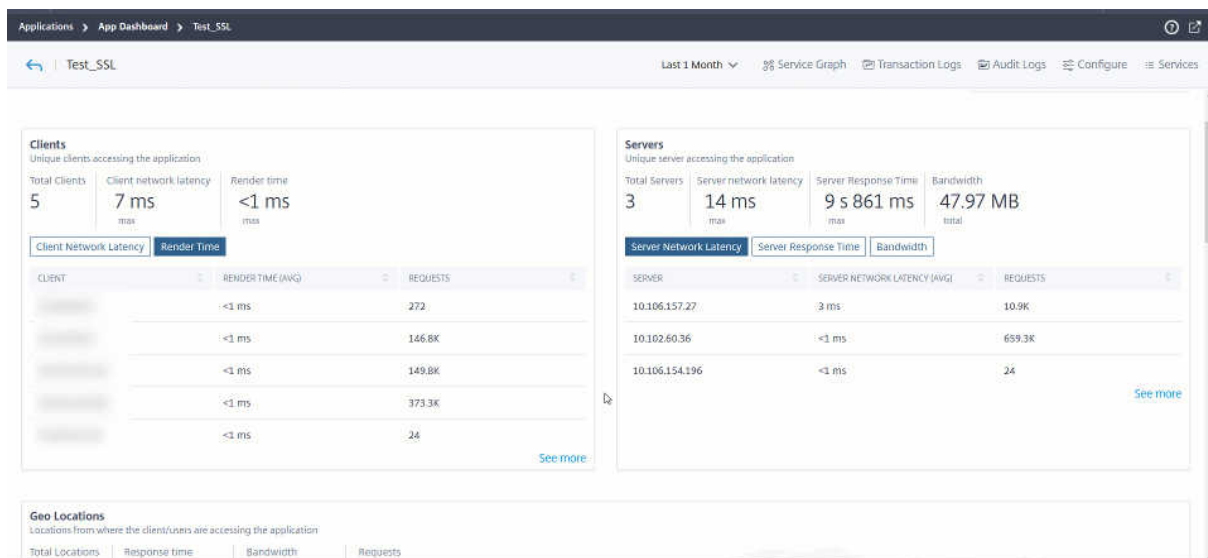 Applications > App Dashboard > Test_SSL
Test_SSL
Last 1 Month
Service Graph
Transaction Logs
Audit Logs
Configure
Services
Clients
Unique clients accessing the application
Total Clients
Client network latency
Render time
5
7 ms
<1 ms
max
max
Client Network Latency
Render Time
CLIENT
RENDER TIME (AVG)
REQUESTS
<1 ms
272
<1 ms
146.8K
<1 ms
149.8K
<1 ms
373.3K
<1 ms
24
See more
Servers
Unique server accessing the application
Total Servers
Server network latency
Server Response Time
Bandwidth
3
14 ms
9 s 861 ms
47.97 MB
max
max
total
Server Network Latency
Server Response Time
Bandwidth
SERVER
SERVER NETWORK LATENCY (AVG)
REQUESTS
10.106.157.27
3 ms
10.9K
10.102.60.36
<1 ms
659.3K
10.106.154.196
<1 ms
24
See more
Geo Locations
Locations from where the client/users are accessing the application
Total Locations
Response time
Bandwidth
Requests